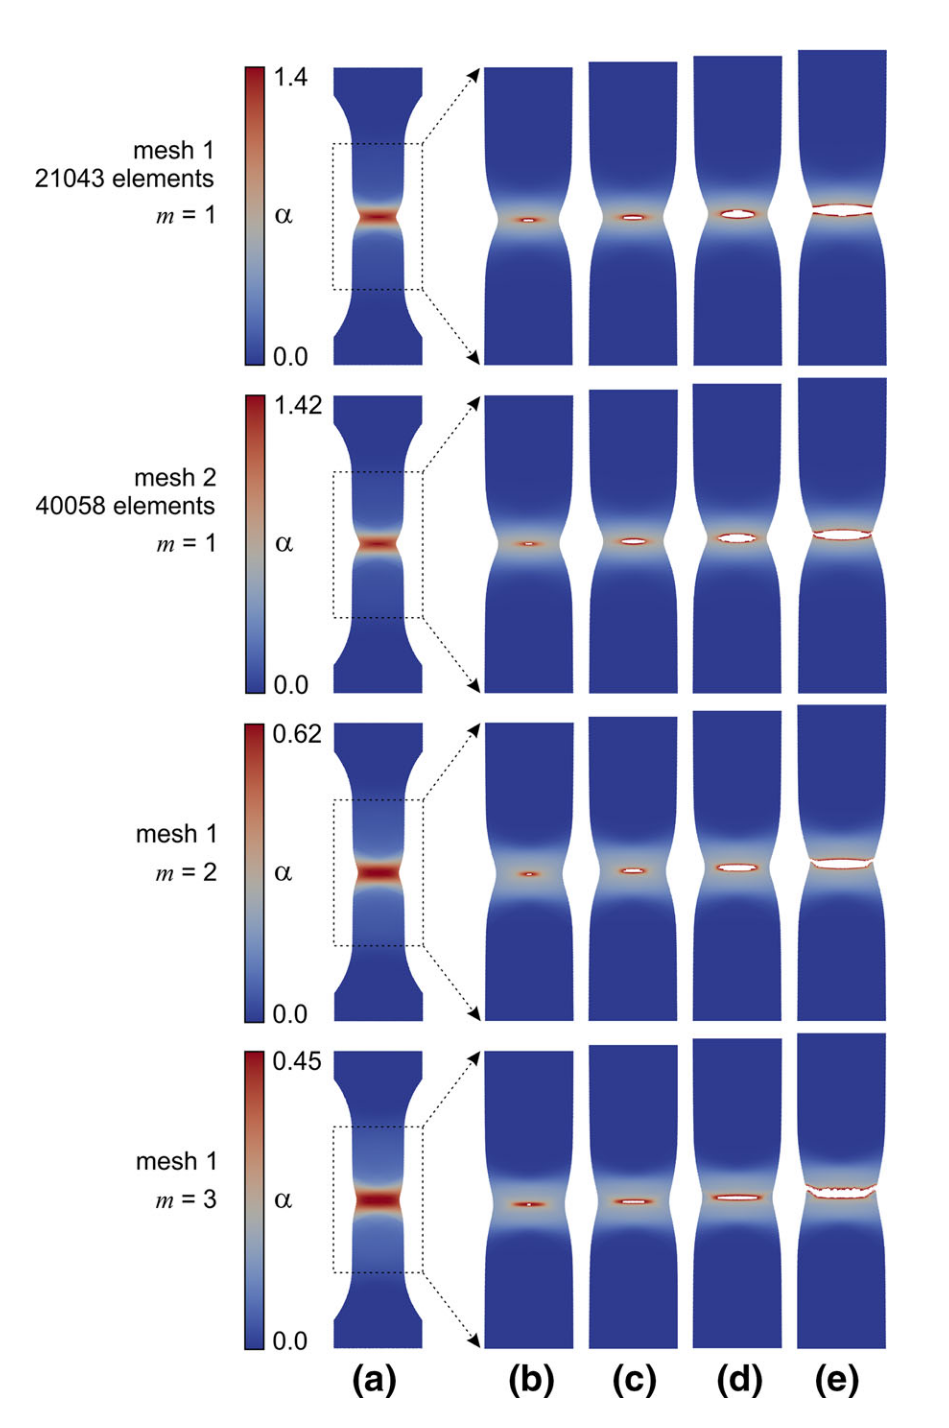 1.4
mesh 1
21043 elements
m = 1
α
0.0
1.42
mesh 2
40058 elements
m = 1
α
0.0
0.62
mesh 1
m = 2
α
0.0
0.45
mesh 1
m = 3
α
0.0
(a) (b) (c) (d) (e)